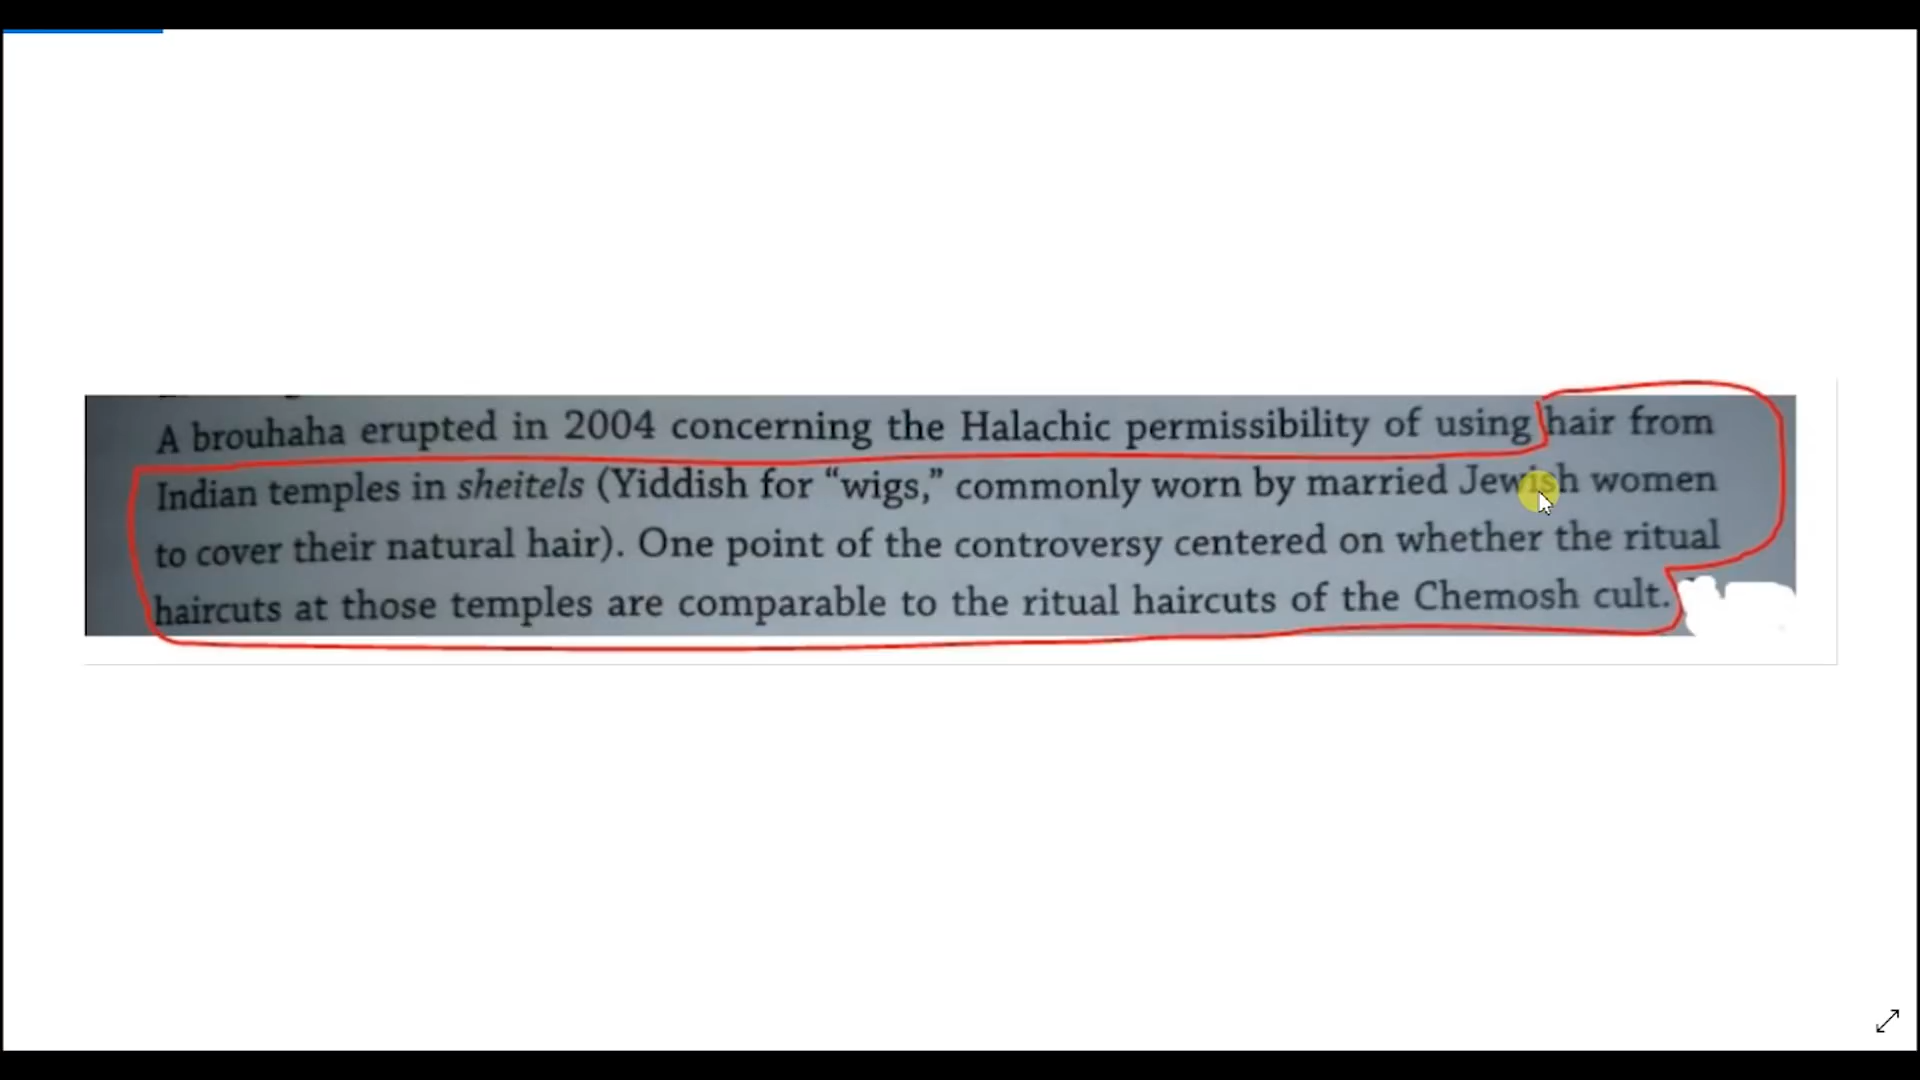 A brouhaha erupted in 2004 concerning the Halachic permissibility of using hair from
Indian temples in sheitels (Yiddish for “wigs,” commonly worn by married Jewish women
to cover their natural hair). One point of the controversy centered on whether the ritual
haircuts at those temples are comparable to the ritual haircuts of the Chemosh cult.